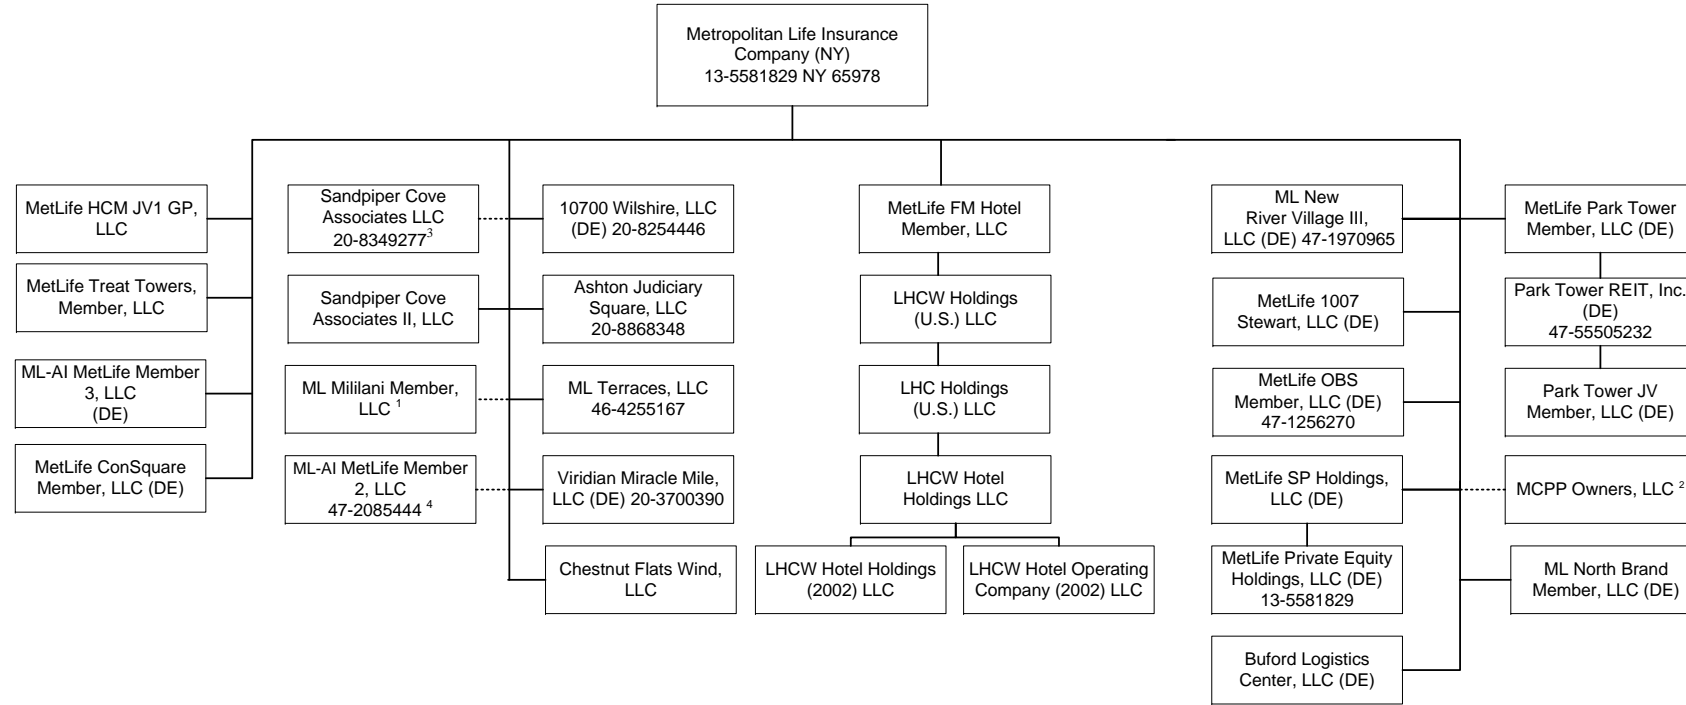 Metropolitan Life Insurance
Company (NY)
13-5581829 NY 65978
MetLife HCM JV1 GP,
LLC
MetLife Treat Towers,
Member, LLC
ML-AI MetLife Member
3, LLC
(DE)
MetLife ConSquare
Member, LLC (DE)
Sandpiper Cove
Associates LLC
20-8349277³
Sandpiper Cove
Associates II, LLC
ML Mililani Member,
LLC ¹
ML-AI MetLife Member
2, LLC
47-2085444 ⁴
10700 Wilshire, LLC
(DE) 20-8254446
Ashton Judiciary
Square, LLC
20-8868348
ML Terraces, LLC
46-4255167
Viridian Miracle Mile,
LLC (DE) 20-3700390
Chestnut Flats Wind,
LLC
MetLife FM Hotel
Member, LLC
LHCW Holdings
(U.S.) LLC
LHC Holdings
(U.S.) LLC
LHCW Hotel
Holdings LLC
LHCW Hotel Holdings
(2002) LLC
LHCW Hotel Operating
Company (2002) LLC
ML New
River Village III,
LLC (DE) 47-1970965
MetLife 1007
Stewart, LLC (DE)
MetLife OBS
Member, LLC (DE)
47-1256270
MetLife SP Holdings,
LLC (DE)
MetLife Private Equity
Holdings, LLC (DE)
13-5581829
Buford Logistics
Center, LLC (DE)
MetLife Park Tower
Member, LLC (DE)
Park Tower REIT, Inc.
(DE)
47-55505232
Park Tower JV
Member, LLC (DE)
MCPP Owners, LLC ²
ML North Brand
Member, LLC (DE)